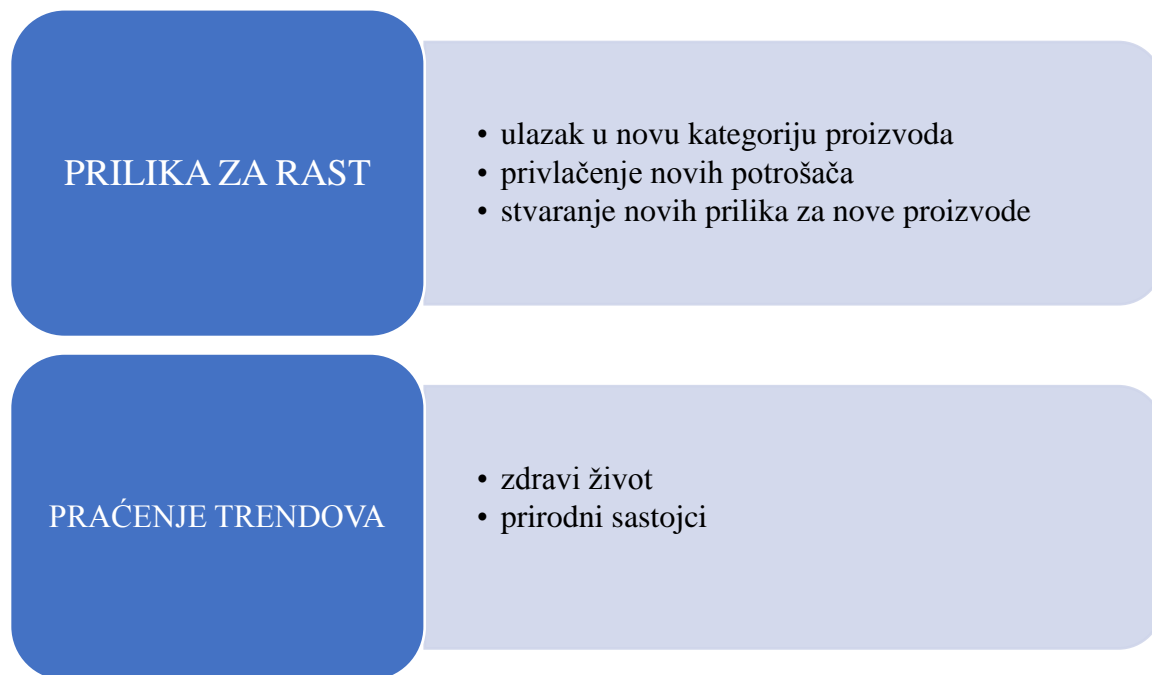 PRILIKA ZA RAST
• ulazak u novu kategoriju proizvoda
• privlačenje novih potrošača
• stvaranje novih prilika za nove proizvode
PRAĆENJE TRENDOVA
• zdravi život
• prirodni sastojci